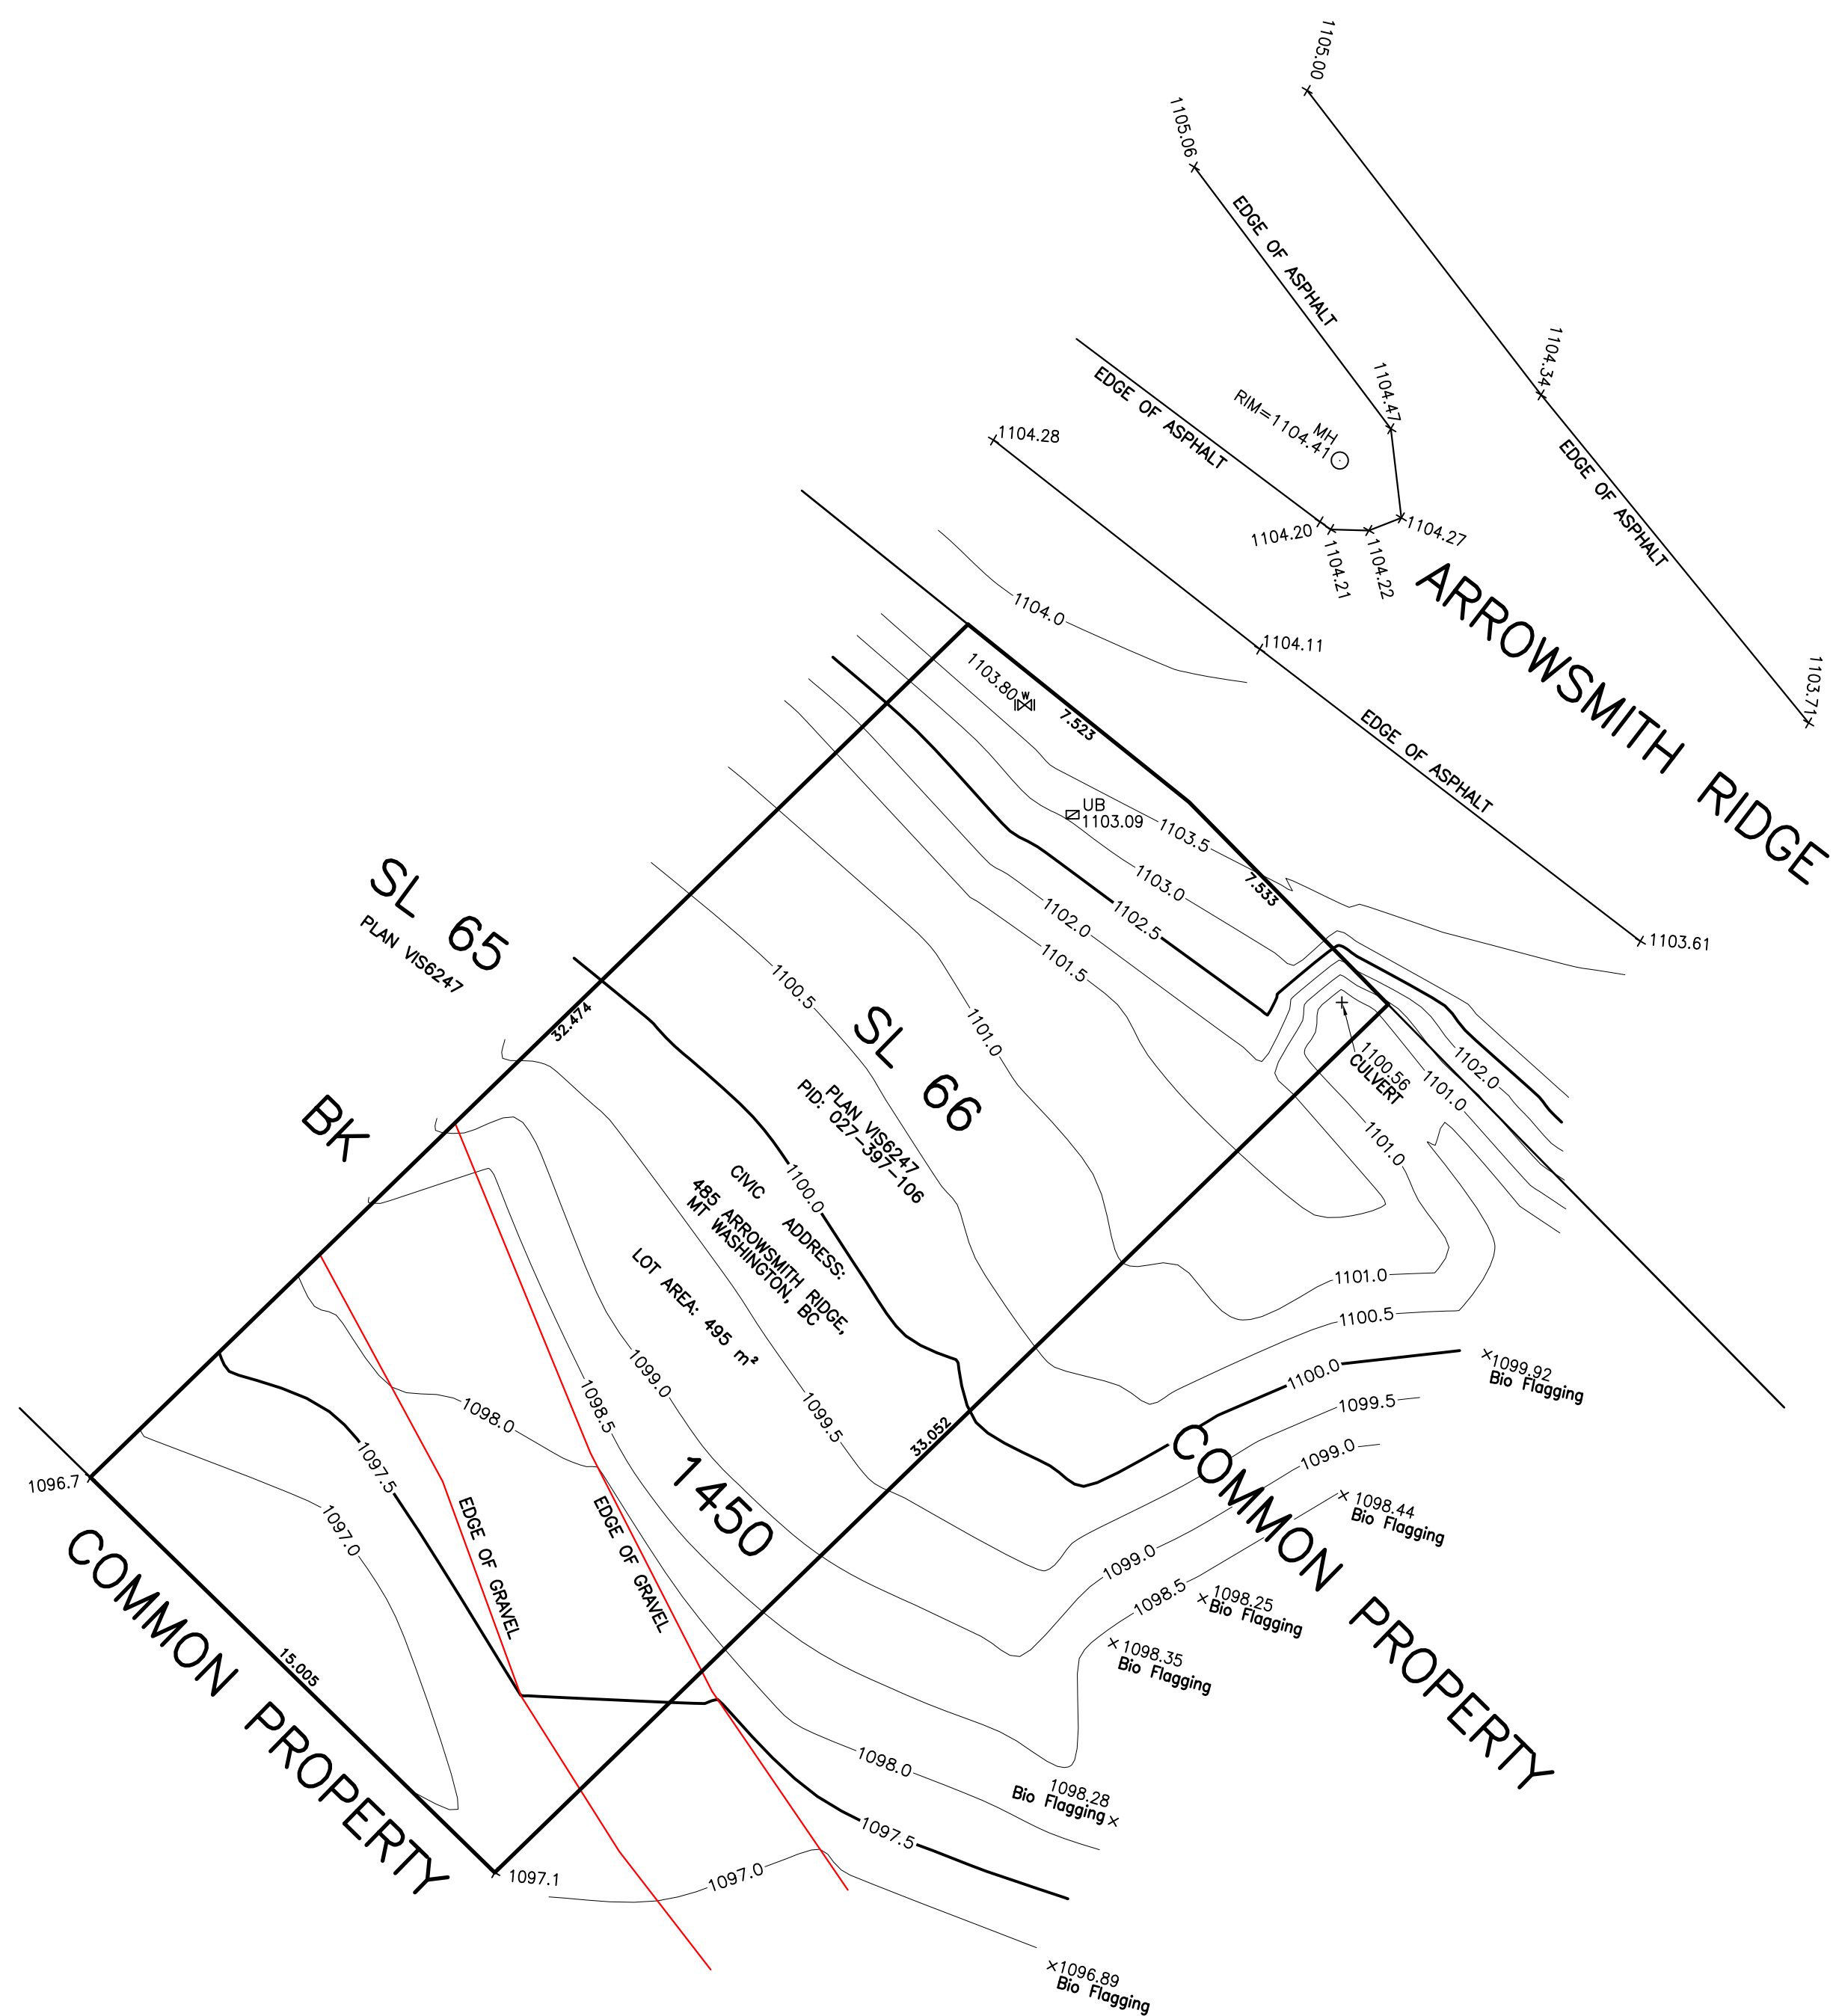 1105.00
1105.06
EDGE OF ASPHALT
1104.34
1104.47
EDGE OF ASPHALT
RIM=1104.41
MH
1104.28
EDGE OF ASPHALT
1104.20
1104.21
1104.22
1104.27
ARROWSMITH RIDGE
1104.0
1104.11
1103.71
1103.80
W
7.523
EDGE OF ASPHALT
UB
1103.09
1103.5
1103.0
7.533
1102.5
1102.0
1101.5
1103.61
SL 65
PLAN VIS6247
32.474
1100.5
1101.0
SL 66
PLAN VIS6247
PID: 027-397-106
1100.56
CULVERT
1102.0
1101.0
1101.0
BK
1100.0
CIVIC ADDRESS:
485 ARROWSMITH RIDGE,
MT WASHINGTON, BC
LOT AREA: 495 m²
1101.0
1100.5
1100.0
1099.92
Bio Flagging
1099.5
1099.0
1099.0
1098.5
1099.5
1098.0
1097.5
33.052
1450
COMMON PROPERTY
1098.44
Bio Flagging
1096.7
1097.0
EDGE OF GRAVEL
EDGE OF GRAVEL
1099.0
1098.5
1098.25
Bio Flagging
1098.35
Bio Flagging
COMMON PROPERTY
15.005
1098.0
1098.28
Bio Flagging
1097.5
1097.1
1097.0
1096.89
Bio Flagging